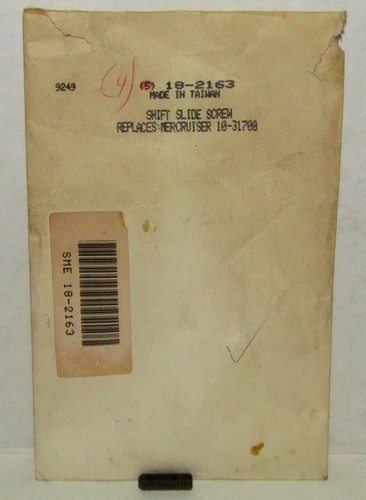 9249 (4) (5) 18-2163
MADE IN TAIWAN
SHIFT SLIDE SCREW
REPLACES:MERCRUISER 10-31700
SME 18-2163